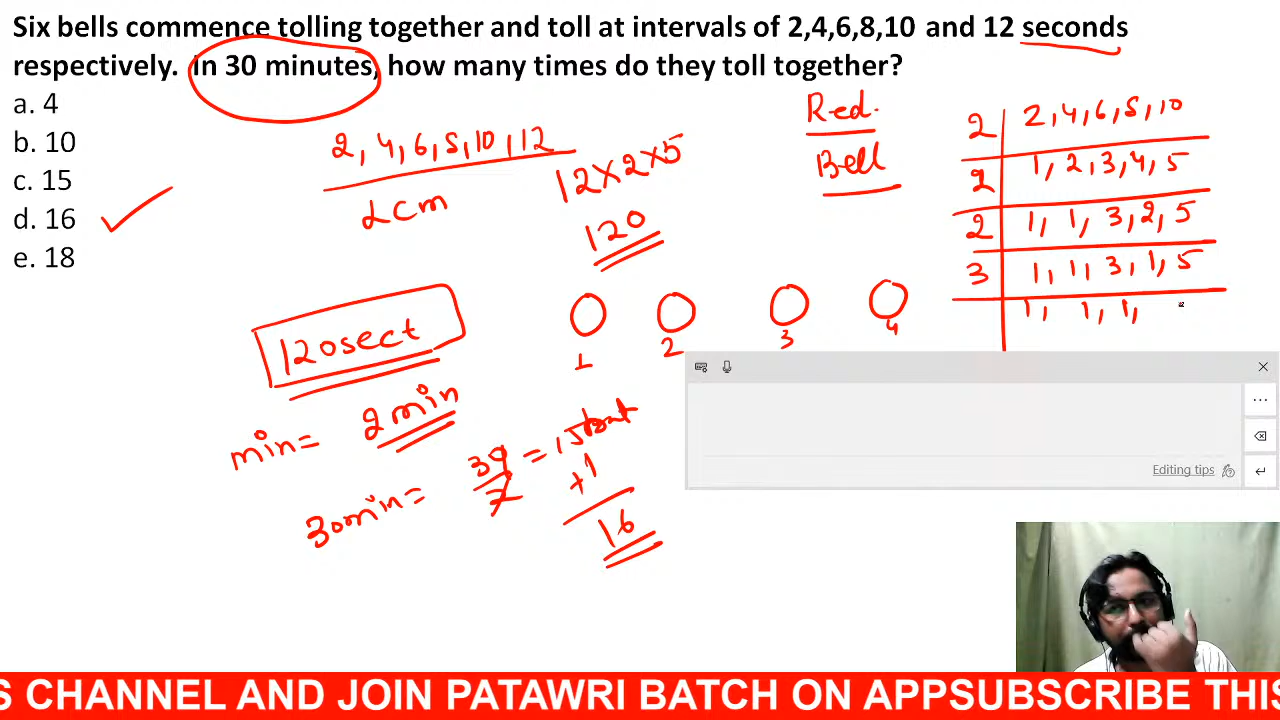 Six bells commence tolling together and toll at intervals of 2,4,6,8,10 and 12 seconds
respectively. In 30 minutes, how many times do they toll together?
a. 4
b. 10
c. 15
d. 16
e. 18
2, 4, 6, 8, 10, 12
LCM
12×2×5
120
Red.
Bell
2 2, 4, 6, 8, 10
2 1, 2, 3, 4, 5
2 1, 1, 3, 2, 5
3 1, 1, 3, 1, 5
1, 1, 1,
1 2 3 4
120sect
min= 2 min
30min= 30/2 = 15
+1
16
Editing tips
S CHANNEL AND JOIN PATAWRI BATCH ON APPSUBSCRIBE THIS